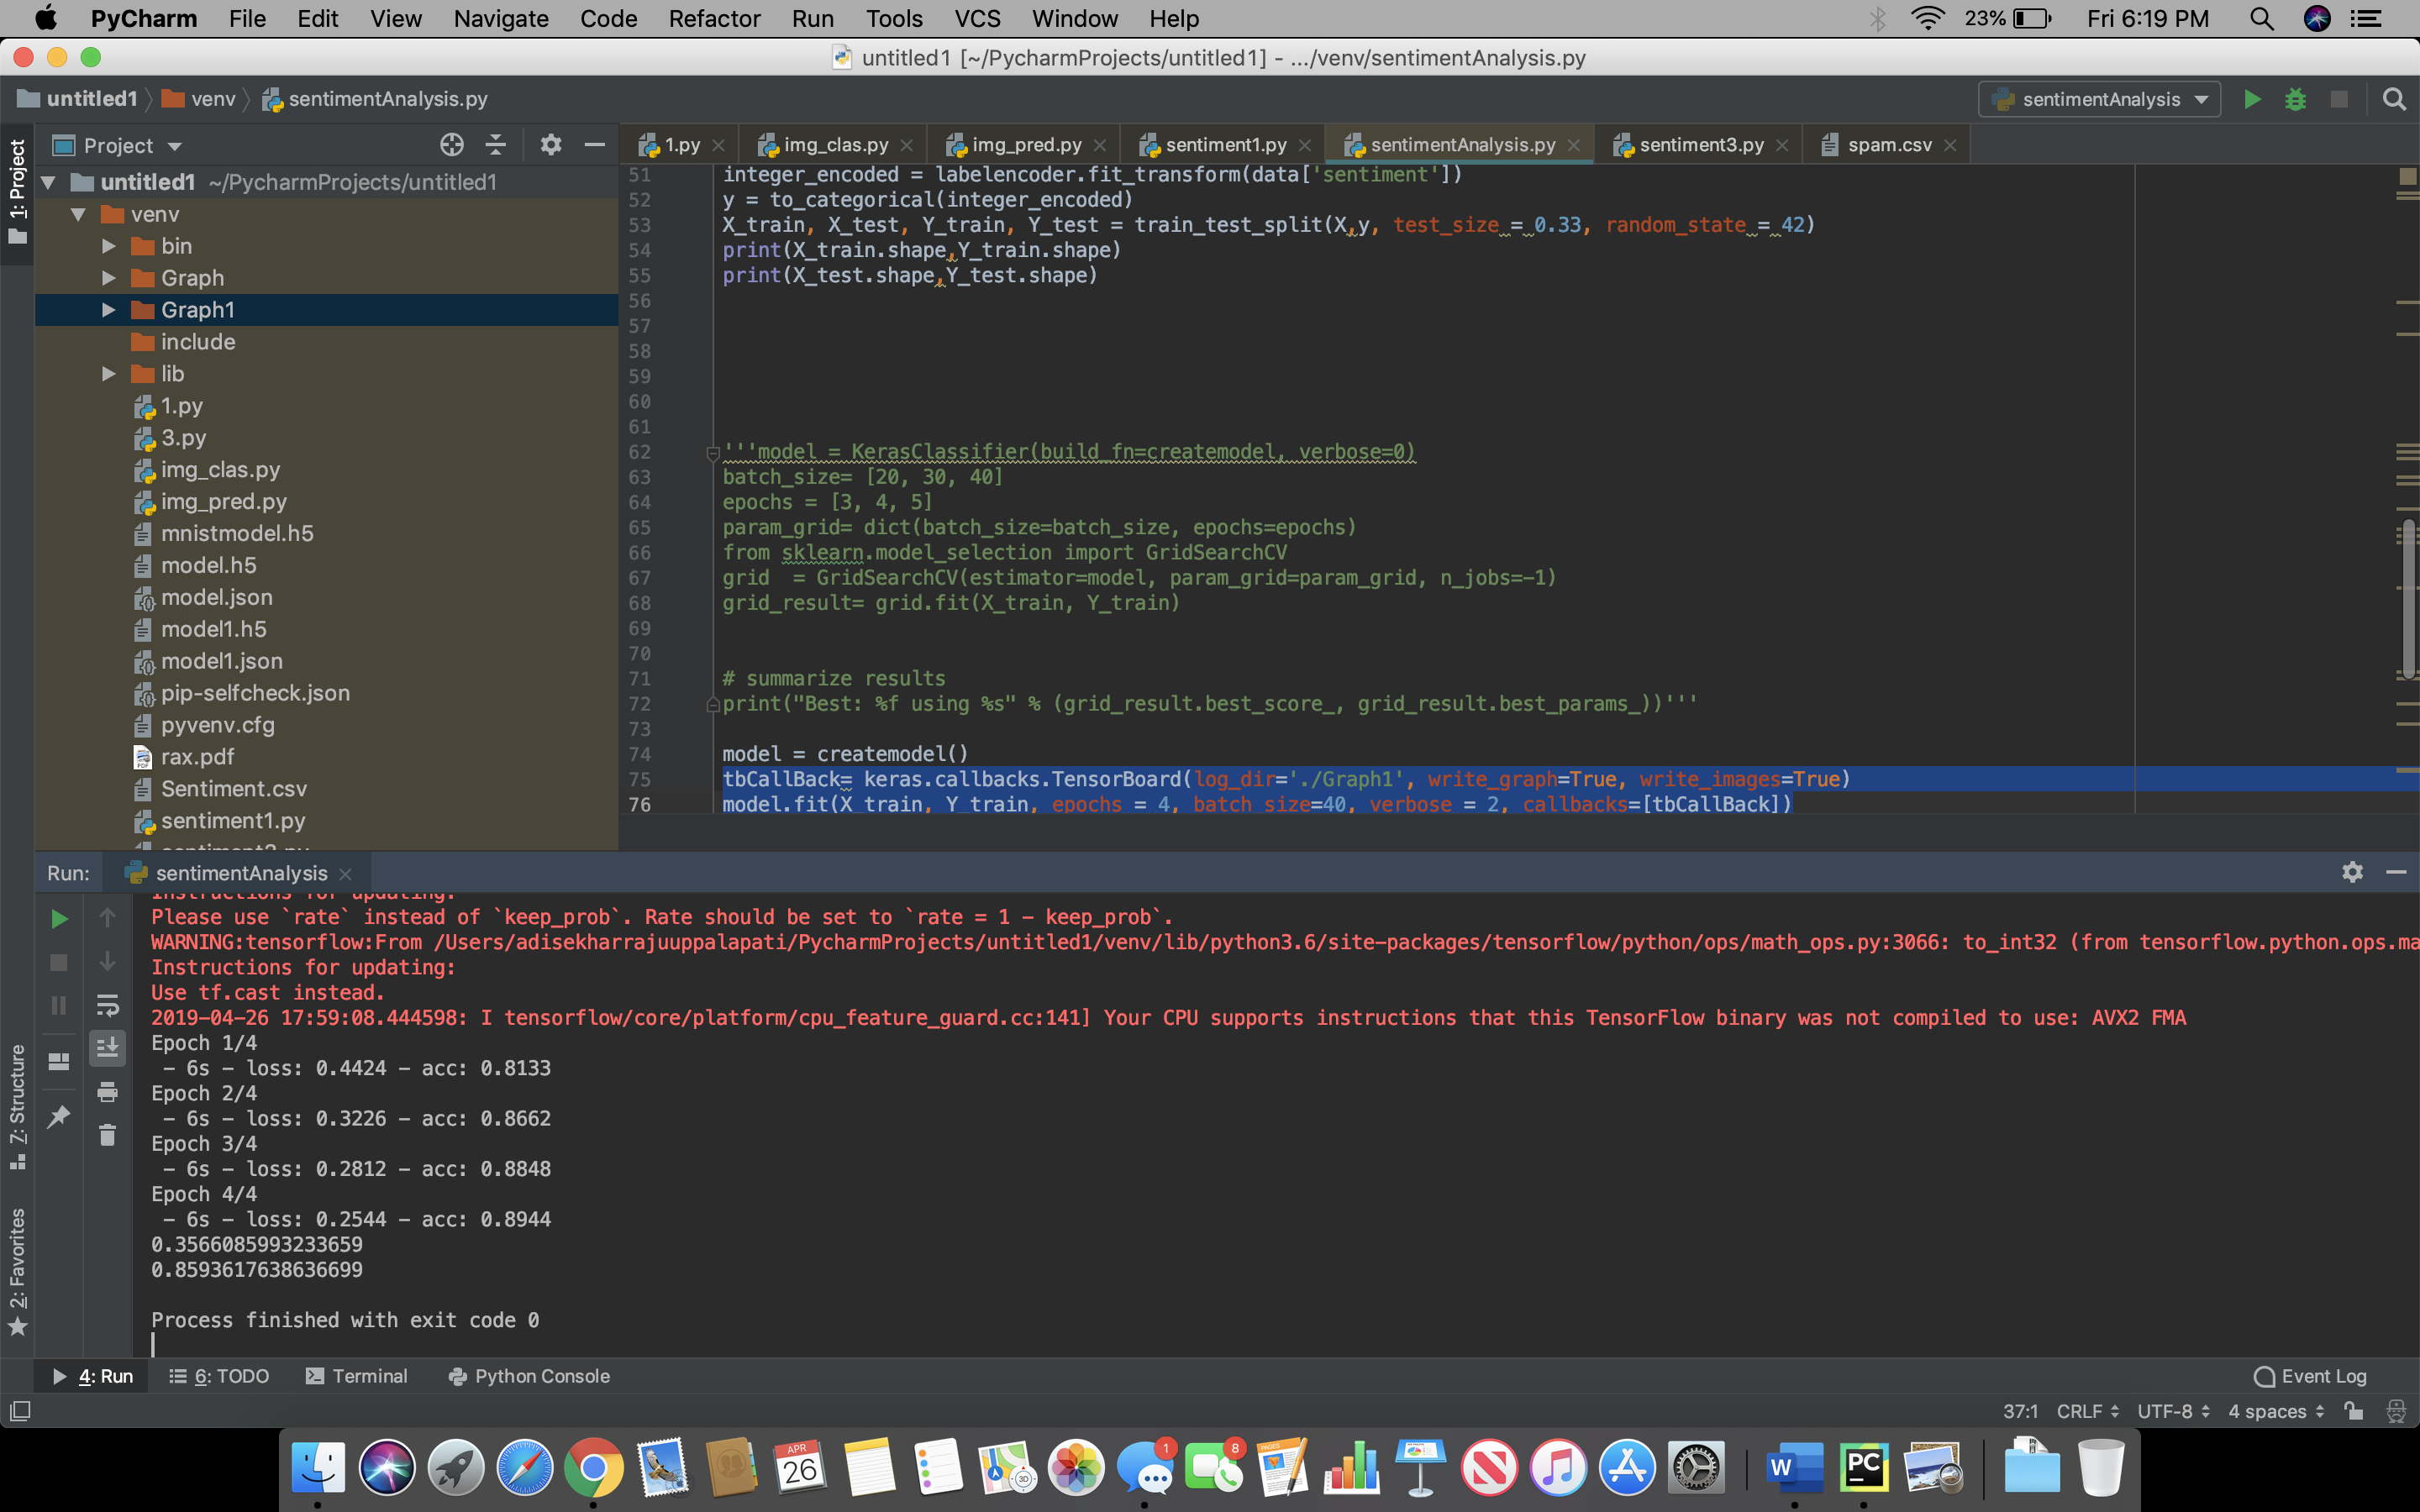 PyCharm File Edit View Navigate Code Refactor Run Tools VCS Window Help 23% Fri 6:19 PM
untitled1 [~/PycharmProjects/untitled1] - .../venv/sentimentAnalysis.py
untitled1 venv sentimentAnalysis.py sentimentAnalysis
1: Project
Project
1.py img_clas.py img_pred.py sentiment1.py sentimentAnalysis.py sentiment3.py spam.csv
untitled1 ~/PycharmProjects/untitled1
venv
bin
Graph
Graph1
include
lib
1.py
3.py
img_clas.py
img_pred.py
mnistmodel.h5
model.h5
model.json
model1.h5
model1.json
pip-selfcheck.json
pyvenv.cfg
rax.pdf
Sentiment.csv
sentiment1.py
sentiment3.py
51 integer_encoded = labelencoder.fit_transform(data['sentiment'])
52 y = to_categorical(integer_encoded)
53 X_train, X_test, Y_train, Y_test = train_test_split(X,y, test_size = 0.33, random_state = 42)
54 print(X_train.shape,Y_train.shape)
55 print(X_test.shape,Y_test.shape)
56
57
58
59
60
61
62 '''model = KerasClassifier(build_fn=createmodel, verbose=0)
63 batch_size= [20, 30, 40]
64 epochs = [3, 4, 5]
65 param_grid= dict(batch_size=batch_size, epochs=epochs)
66 from sklearn.model_selection import GridSearchCV
67 grid  = GridSearchCV(estimator=model, param_grid=param_grid, n_jobs=-1)
68 grid_result= grid.fit(X_train, Y_train)
69
70
71 # summarize results
72 print("Best: %f using %s" % (grid_result.best_score_, grid_result.best_params_))'''
73
74 model = createmodel()
75 tbCallBack= keras.callbacks.TensorBoard(log_dir='./Graph1', write_graph=True, write_images=True)
76 model.fit(X_train, Y_train, epochs = 4, batch_size=40, verbose = 2, callbacks=[tbCallBack])
Run: sentimentAnalysis
Instructions for updating:
Please use `rate` instead of `keep_prob`. Rate should be set to `rate = 1 - keep_prob`.
WARNING:tensorflow:From /Users/adisekharrajuuppalapati/PycharmProjects/untitled1/venv/lib/python3.6/site-packages/tensorflow/python/ops/math_ops.py:3066: to_int32 (from tensorflow.python.ops.ma
Instructions for updating:
Use tf.cast instead.
2019-04-26 17:59:08.444598: I tensorflow/core/platform/cpu_feature_guard.cc:141] Your CPU supports instructions that this TensorFlow binary was not compiled to use: AVX2 FMA
Epoch 1/4
 - 6s - loss: 0.4424 - acc: 0.8133
Epoch 2/4
 - 6s - loss: 0.3226 - acc: 0.8662
Epoch 3/4
 - 6s - loss: 0.2812 - acc: 0.8848
Epoch 4/4
 - 6s - loss: 0.2544 - acc: 0.8944
0.3566085993233659
0.8593617638636699
Process finished with exit code 0
7: Structure
2: Favorites
4: Run 6: TODO Terminal Python Console Event Log
37:1 CRLF UTF-8 4 spaces
APR
26
3D
1
8
PAGES
W
PC